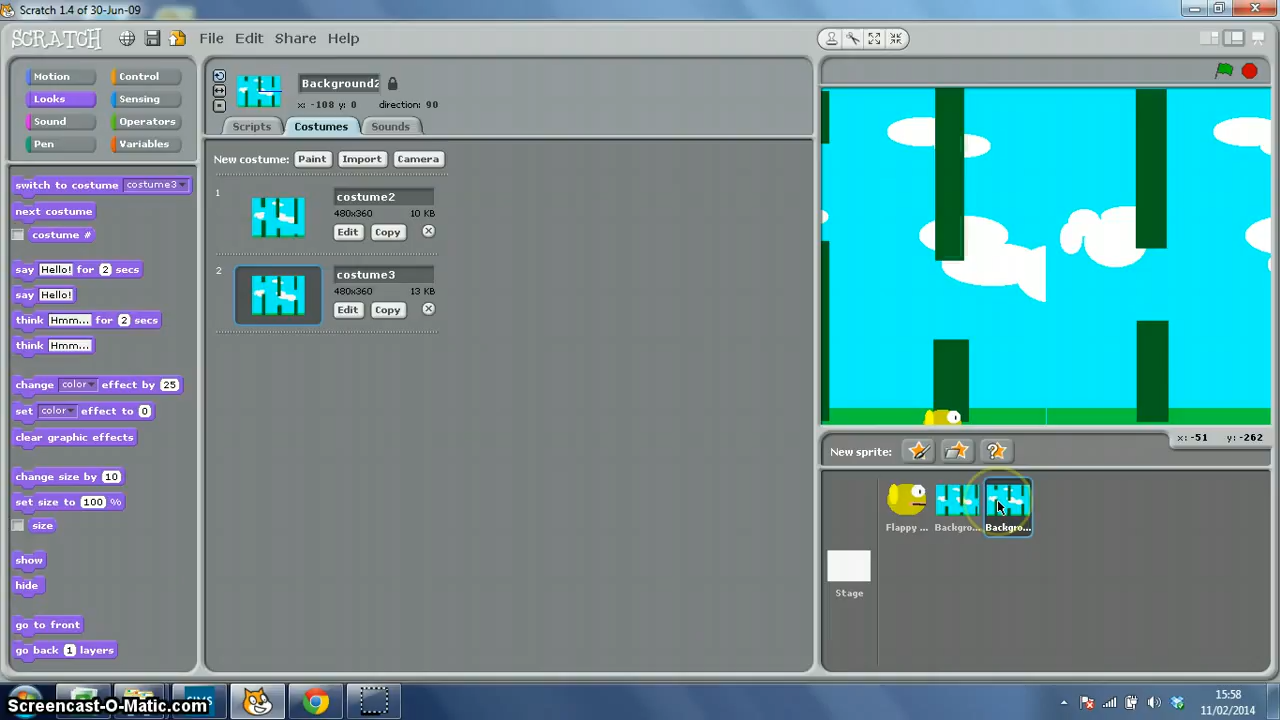 Scratch 1.4 of 30-Jun-09
SCRATCH File Edit Share Help
Motion Control
Looks Sensing
Sound Operators
Pen Variables
switch to costume costume3
next costume
costume #
say Hello! for 2 secs
say Hello!
think Hmm... for 2 secs
think Hmm...
change color effect by 25
set color effect to 0
clear graphic effects
change size by 10
set size to 100 %
size
show
hide
go to front
go back 1 layers
Background2
x: -108 y: 0 direction: 90
Scripts Costumes Sounds
New costume: Paint Import Camera
1 costume2
480x360 10 KB
Edit Copy
2 costume3
480x360 13 KB
Edit Copy
x: -51 y: -262
New sprite:
Flappy ... Backgro... Backgro...
Stage
SIMS
Screencast-O-Matic.com
15:58
11/02/2014